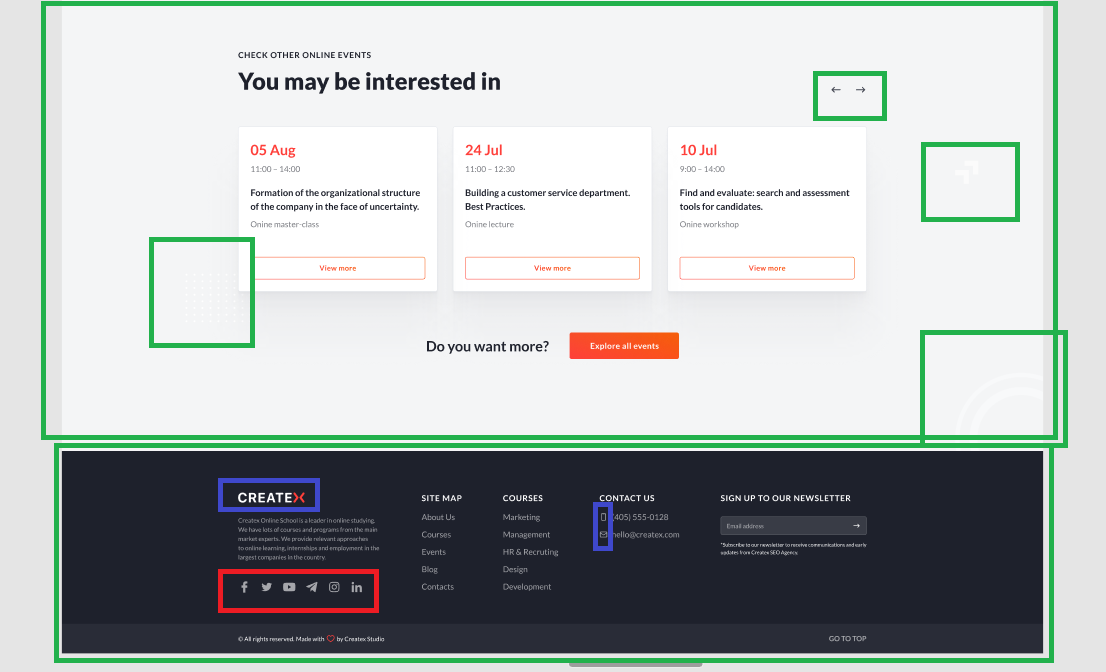 CHECK OTHER ONLINE EVENTS
You may be interested in
05 Aug
11:00 – 14:00
Formation of the organizational structure
of the company in the face of uncertainty.
Onine master-class
View more
24 Jul
11:00 – 12:30
Building a customer service department.
Best Practices.
Onine lecture
View more
10 Jul
9:00 – 14:00
Find and evaluate: search and assessment
tools for candidates.
Onine workshop
View more
Do you want more?
Explore all events
CREATEX
Createx Online School is a leader in online studying.
We have lots of courses and programs from the main
market experts. We provide relevant approaches
to online learning, internships and employment in the
largest companies in the country.
SITE MAP
About Us
Courses
Events
Blog
Contacts
COURSES
Marketing
Management
HR & Recruting
Design
Development
CONTACT US
(405) 555-0128
hello@createx.com
SIGN UP TO OUR NEWSLETTER
Email address →
*Subscribe to our newsletter to receive communications and early
updates from Createx SEO Agency.
© All rights reserved. Made with ♡ by Createx Studio
GO TO TOP